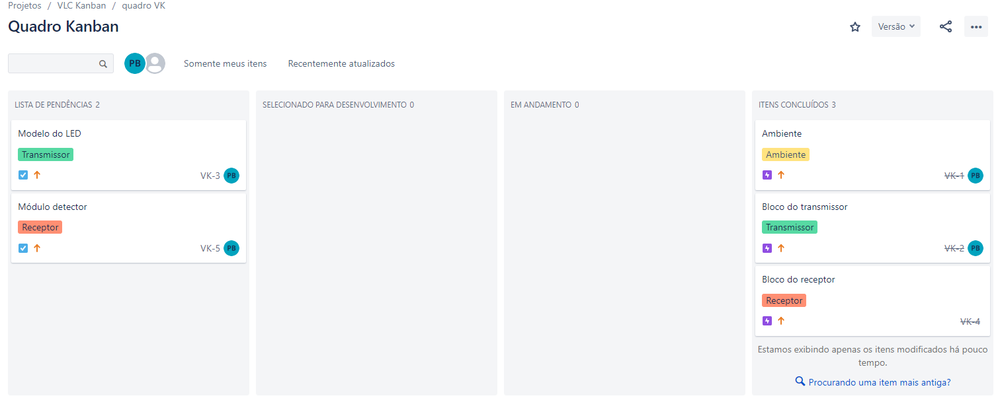 Projetos / VLC Kanban / quadro VK
Quadro Kanban
Versão
PB
Somente meus itens
Recentemente atualizados
LISTA DE PENDÊNCIAS 2
Modelo do LED
Transmissor
VK-3 PB
Módulo detector
Receptor
VK-5 PB
SELECIONADO PARA DESENVOLVIMENTO 0
EM ANDAMENTO 0
ITENS CONCLUÍDOS 3
Ambiente
Ambiente
VK-1 PB
Bloco do transmissor
Transmissor
VK-2 PB
Bloco do receptor
Receptor
VK-4
Estamos exibindo apenas os itens modificados há pouco
tempo.
Procurando uma item mais antiga?